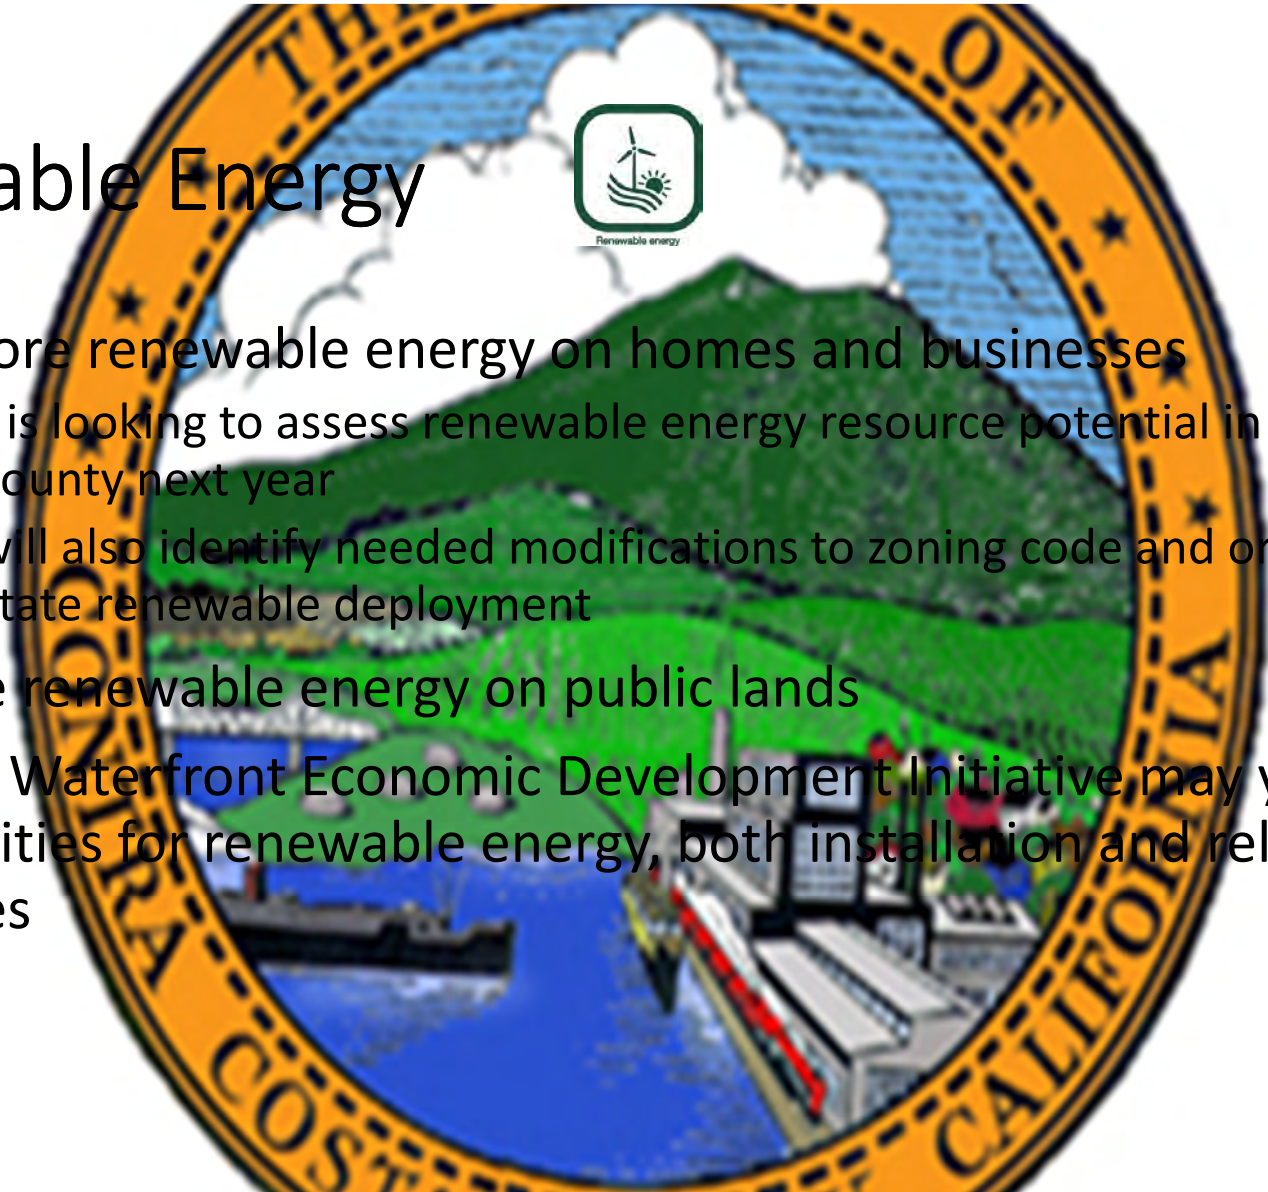 THE
OF
able Energy
Renewable energy
ore renewable energy on homes and businesses
is looking to assess renewable energy resource potential in
ounty next year
will also identify needed modifications to zoning code and or
tate renewable deployment
e renewable energy on public lands
Waterfront Economic Development Initiative may y
ities for renewable energy, both installation and rel
es
CONTRA COST
CALIFORNIA